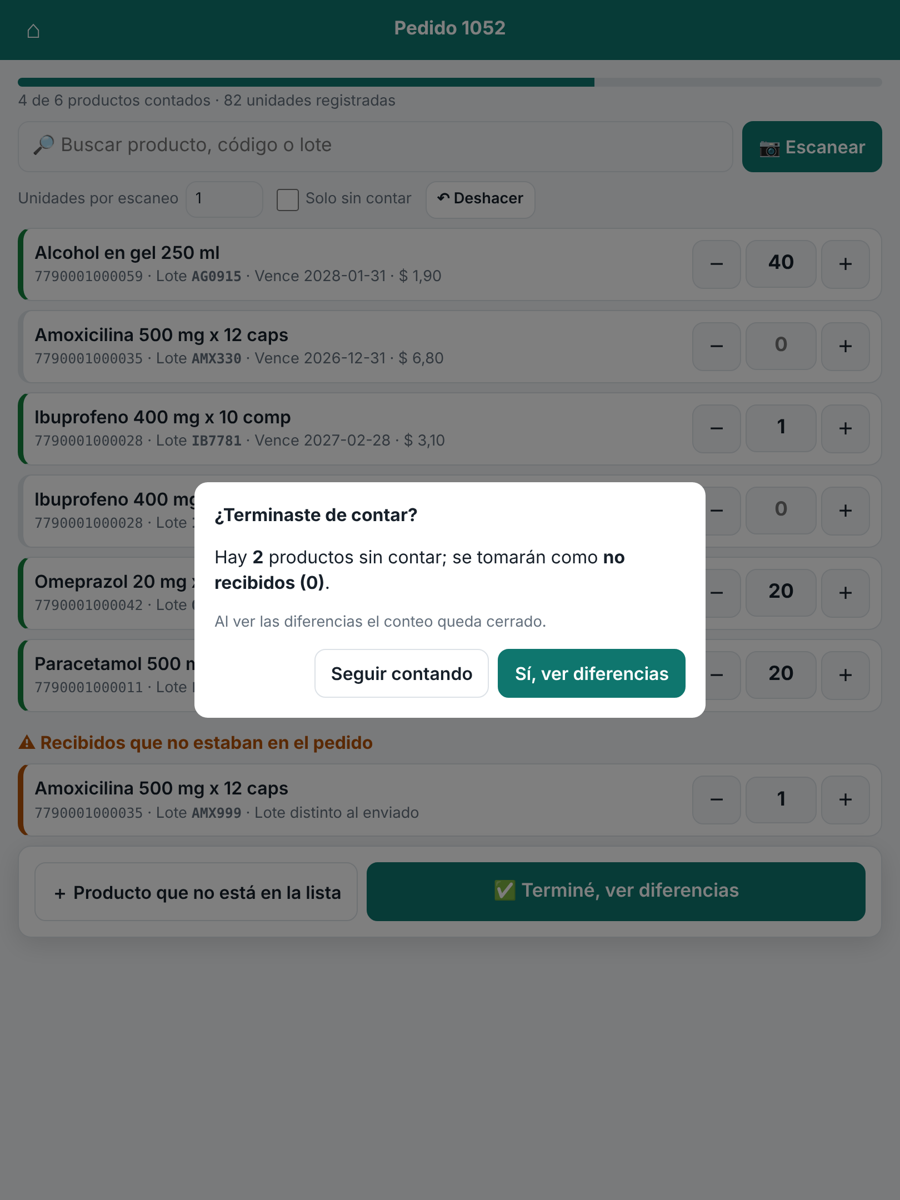 Pedido 1052
4 de 6 productos contados · 82 unidades registradas
Buscar producto, código o lote
Escanear
Unidades por escaneo 1 Solo sin contar ↶ Deshacer
Alcohol en gel 250 ml
7790001000059 · Lote AG0915 · Vence 2028-01-31 · $ 1,90
− 40 +
Amoxicilina 500 mg x 12 caps
7790001000035 · Lote AMX330 · Vence 2026-12-31 · $ 6,80
− 0 +
Ibuprofeno 400 mg x 10 comp
7790001000028 · Lote IB7781 · Vence 2027-02-28 · $ 3,10
− 1 +
Ibuprofeno 400 mg
7790001000028 · Lote
− 0 +
Omeprazol 20 mg
7790001000042 · Lote
− 20 +
Paracetamol 500
7790001000011 · Lote
− 20 +
¿Terminaste de contar?
Hay 2 productos sin contar; se tomarán como no
recibidos (0).
Al ver las diferencias el conteo queda cerrado.
Seguir contando
Sí, ver diferencias
⚠ Recibidos que no estaban en el pedido
Amoxicilina 500 mg x 12 caps
7790001000035 · Lote AMX999 · Lote distinto al enviado
− 1 +
+ Producto que no está en la lista
✅ Terminé, ver diferencias